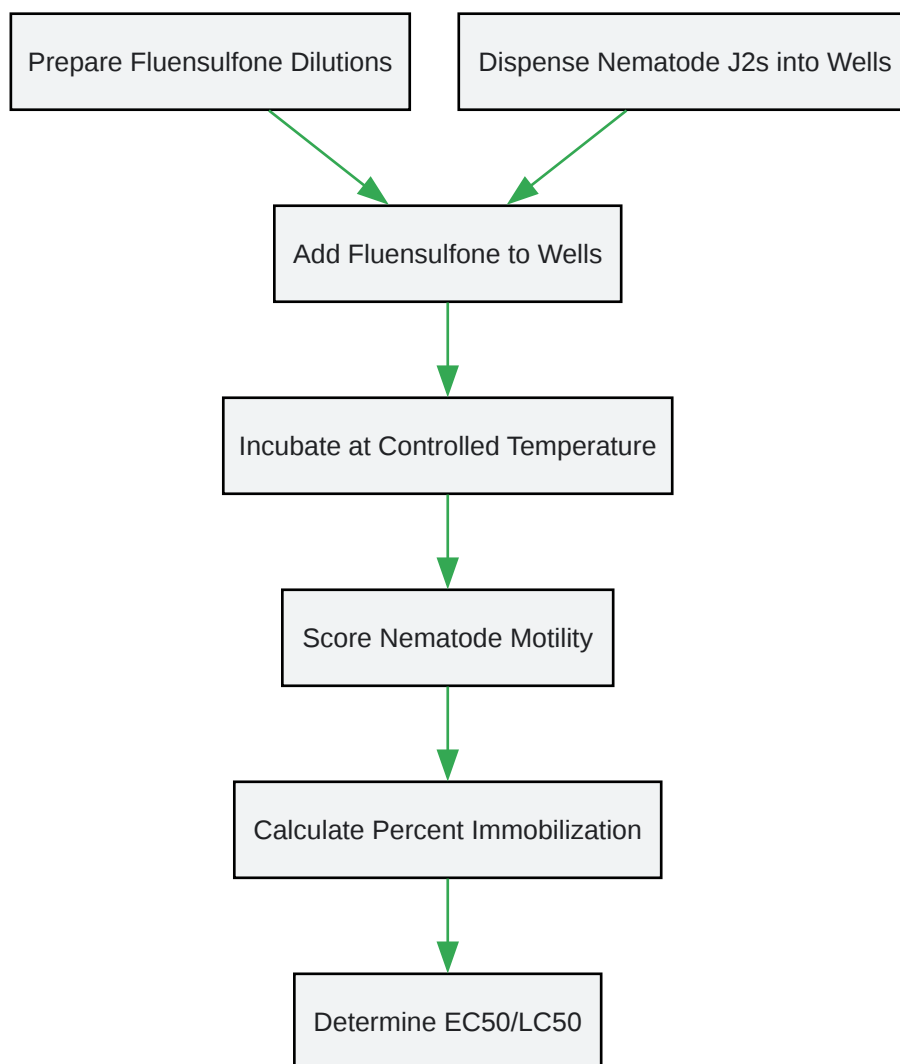 Prepare Fluensulfone Dilutions
Dispense Nematode J2s into Wells
Add Fluensulfone to Wells
Incubate at Controlled Temperature
Score Nematode Motility
Calculate Percent Immobilization
Determine EC50/LC50